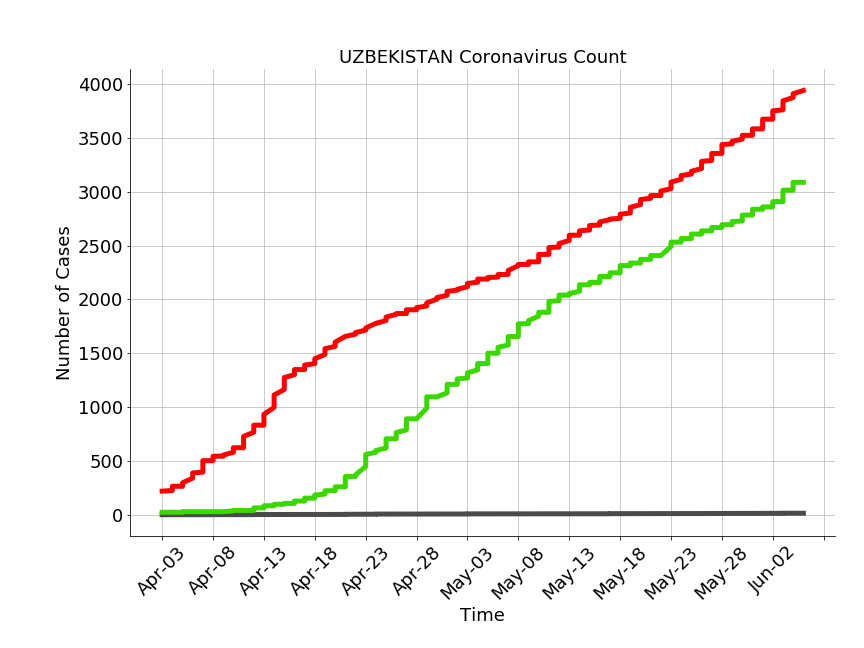 UZBEKISTAN Coronavirus Count
4000
3500
3000
2500
2000
1500
1000
500
0
Number of Cases
Apr-03
Apr-08
Apr-13
Apr-18
Apr-23
Apr-28
May-03
May-08
May-13
May-18
May-23
May-28
Jun-02
Time